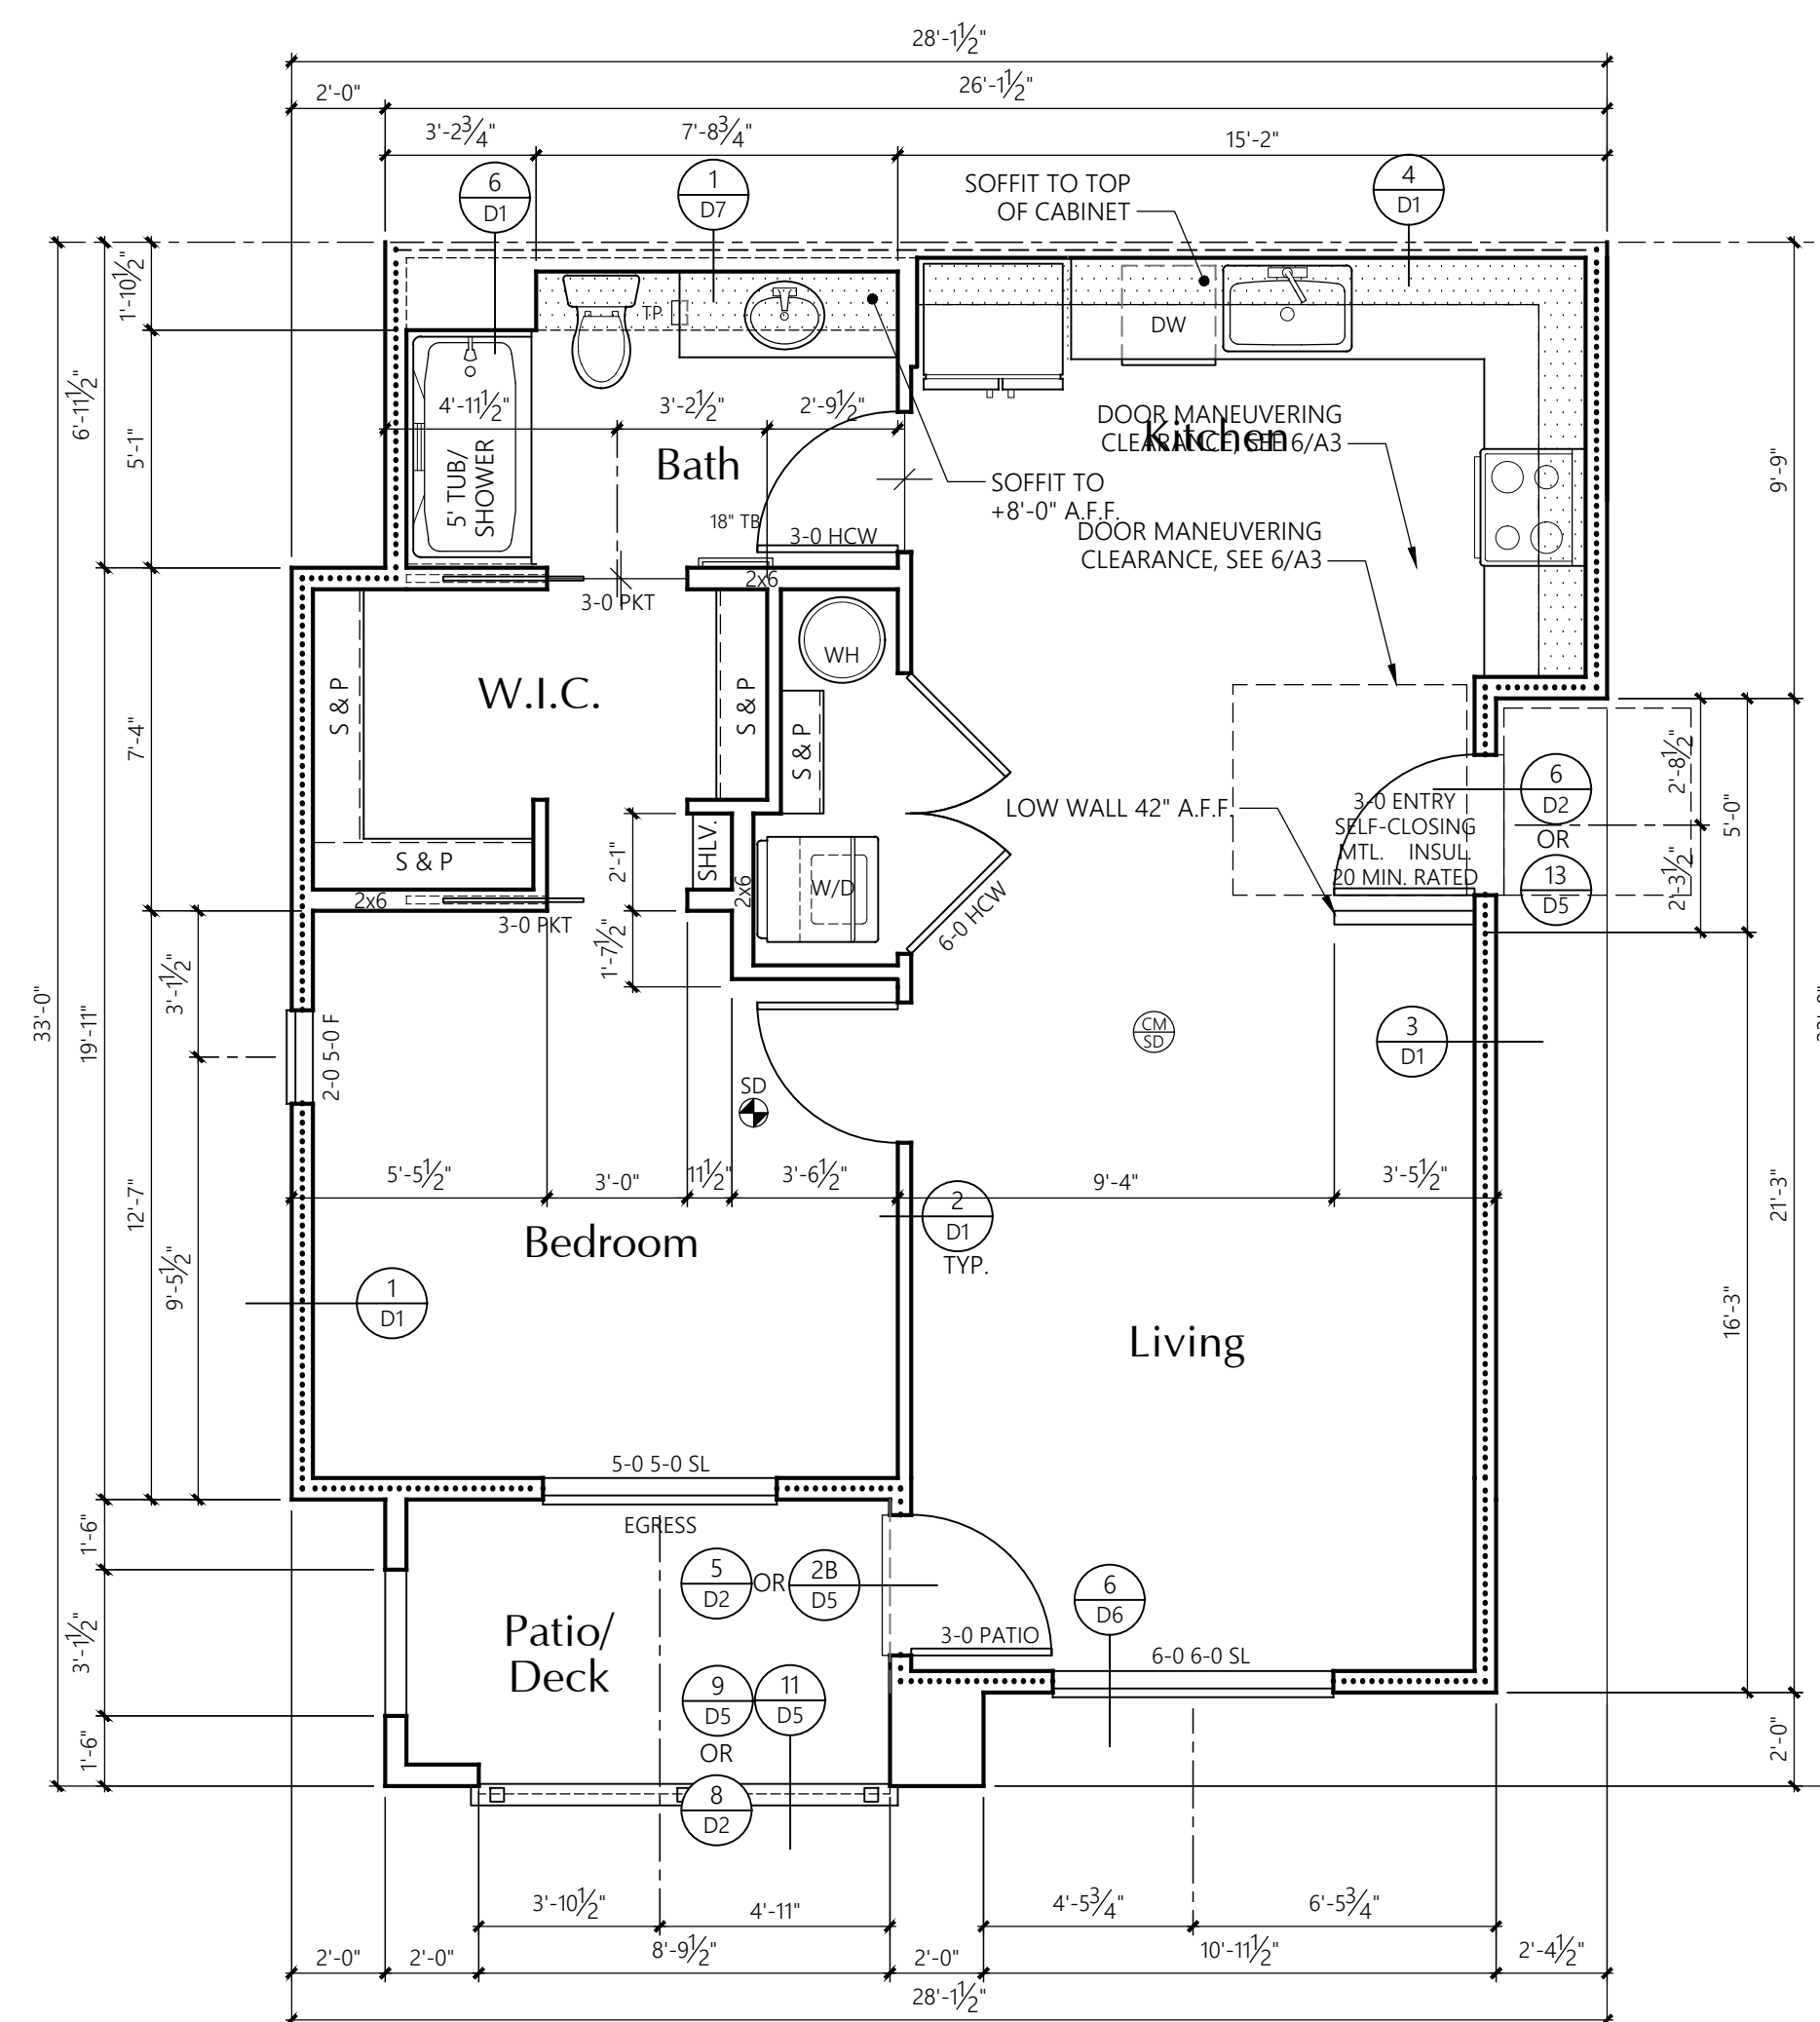 28'-1½"
2'-0"
26'-1½"
3'-2¾"
7'-8¾"
15'-2"
6
D1
1
D7
SOFFIT TO TOP
OF CABINET
4
D1
1'-10½"
6'-11½"
5'-1"
TP
DW
4'-11½"
3'-2½"
2'-9½"
5' TUB/
SHOWER
Bath
Kitchen
DOOR MANEUVERING
CLEARANCE, SEE 6/A3
9'-9"
SOFFIT TO
+8'-0" A.F.F.
18" TB
3-0 HCW
DOOR MANEUVERING
CLEARANCE, SEE 6/A3
2x6
3-0 PKT
WH
S & P
W.I.C.
S & P
S & P
7'-4"
2'-8½"
5'-0"
2'-3½"
6
D2
OR
13
D5
LOW WALL 42" A.F.F.
3-0 ENTRY
SELF-CLOSING
MTL. INSUL.
20 MIN. RATED
S & P
2'-1"
SHLV.
2x6
W/D
6-0 HCW
2x6
3-0 PKT
1'-7½"
3'-1½"
33'-0"
19'-11"
2-0 5-0 F
CM
SD
3
D1
SD
12'-7"
9'-5½"
5'-5½"
3'-0"
11½"
3'-6½"
9'-4"
3'-5½"
21'-3"
16'-3"
2
D1
TYP.
Bedroom
1
D1
Living
5-0 5-0 SL
EGRESS
1'-6"
5
D2
OR
2B
D5
6
D6
3'-1½"
Patio/
Deck
3-0 PATIO
6-0 6-0 SL
9
D5
11
D5
OR
8
D2
1'-6"
2'-0"
3'-10½"
4'-11"
4'-5¾"
6'-5¾"
2'-0"
2'-0"
8'-9½"
2'-0"
10'-11½"
2'-4½"
28'-1½"